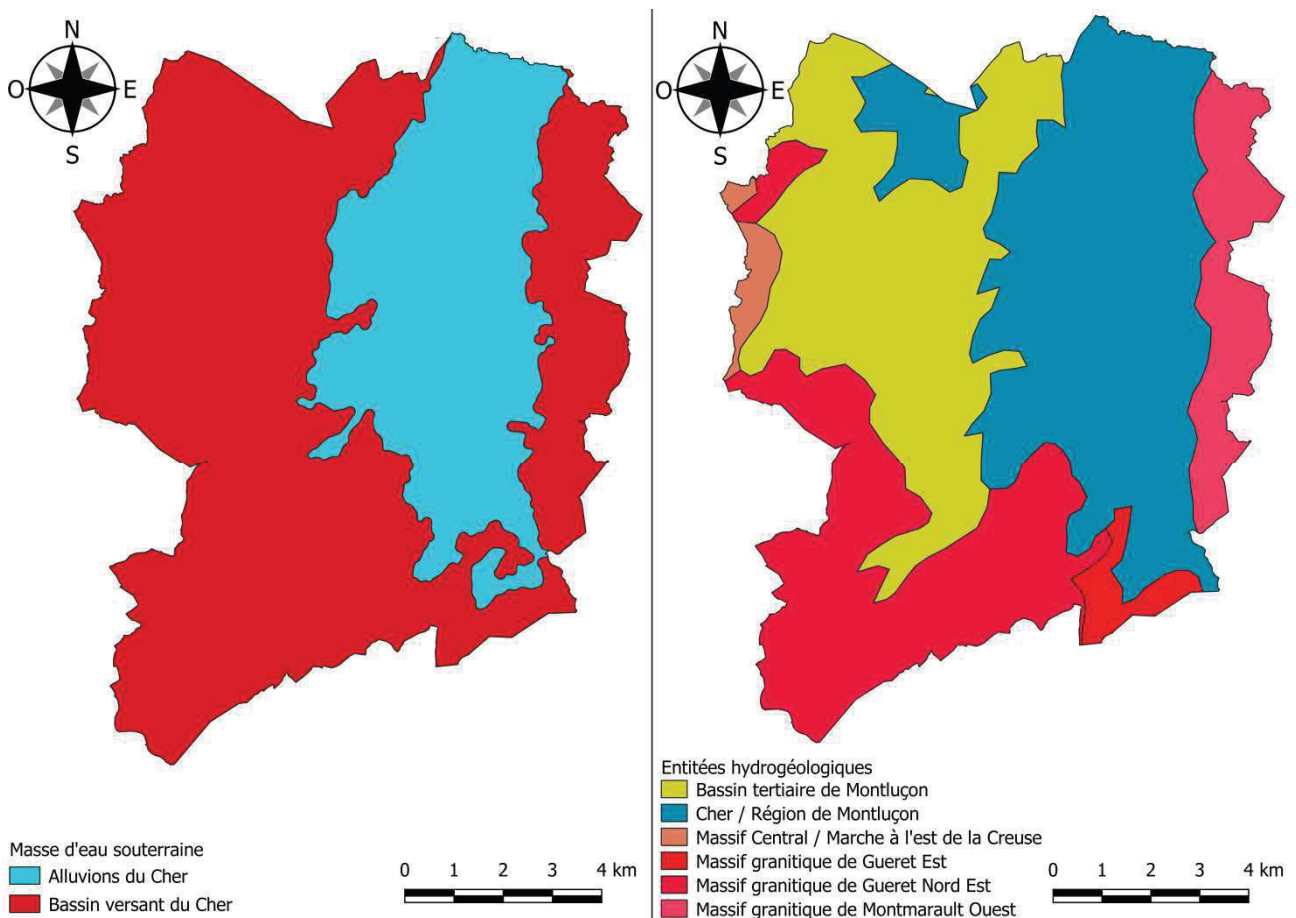 N
O
E
S
Masse d'eau souterraine
Alluvions du Cher
Bassin versant du Cher
0 1 2 3 4 km
N
O
E
S
Entitées hydrogéologiques
Bassin tertiaire de Montluçon
Cher / Région de Montluçon
Massif Central / Marche à l'est de la Creuse
Massif granitique de Gueret Est
Massif granitique de Gueret Nord Est
Massif granitique de Montmarault Ouest
0 1 2 3 4 km